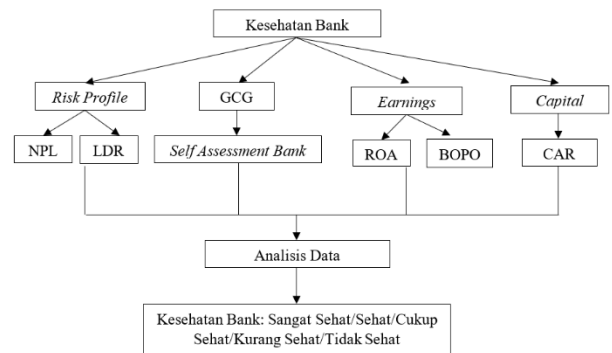 Kesehatan Bank
Risk Profile
GCG
Earnings
Capital
NPL
LDR
Self Assessment Bank
ROA
BOPO
CAR
Analisis Data
Kesehatan Bank: Sangat Sehat/Sehat/Cukup
Sehat/Kurang Sehat/Tidak Sehat